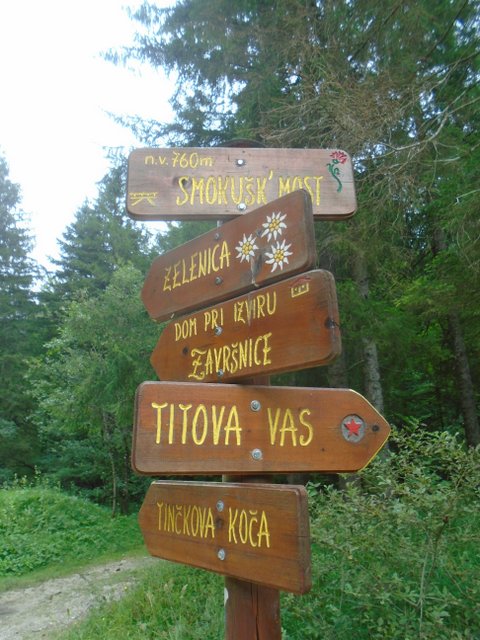 n.v. 760m
SMOKUŠK' MOST
ZELENICA
DOM PRI IZVIRU
ZAVRŠNICE
TITOVA VAS
TINČKOVA KOČA